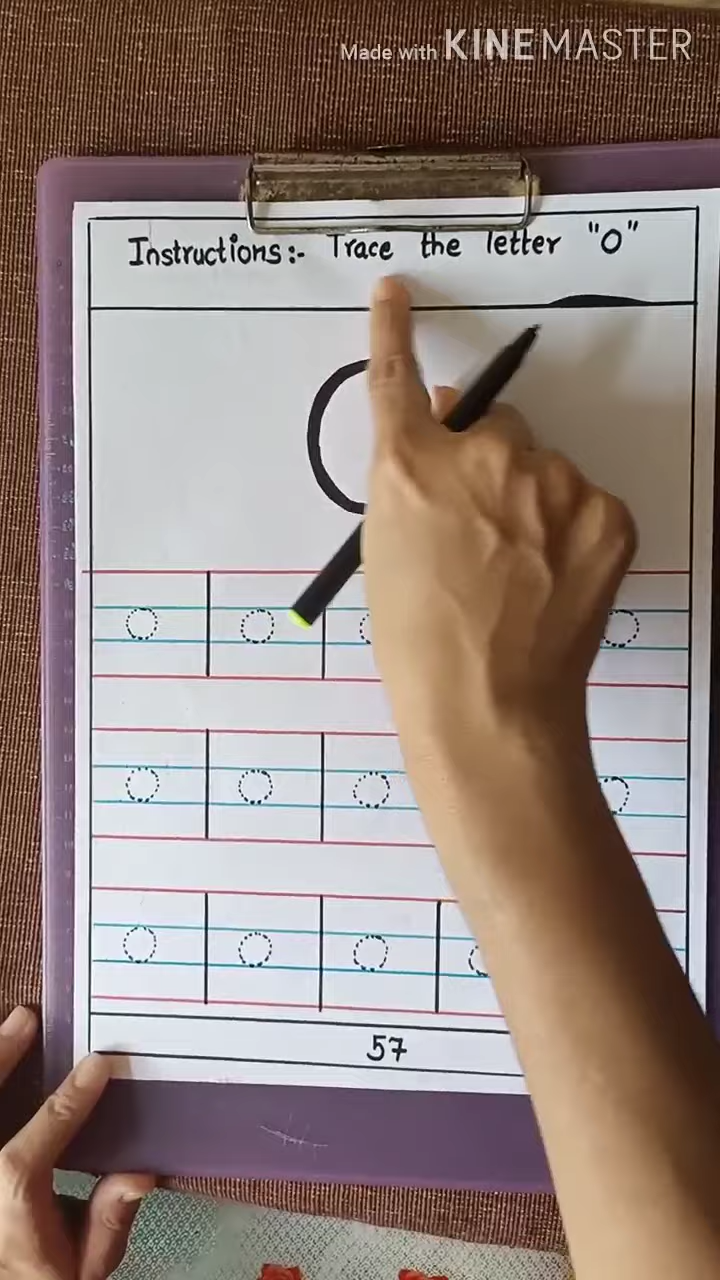 Made with KINEMASTER
Instructions:- Trace the letter "O"
O
o o o o
o o o o
o o o o
57